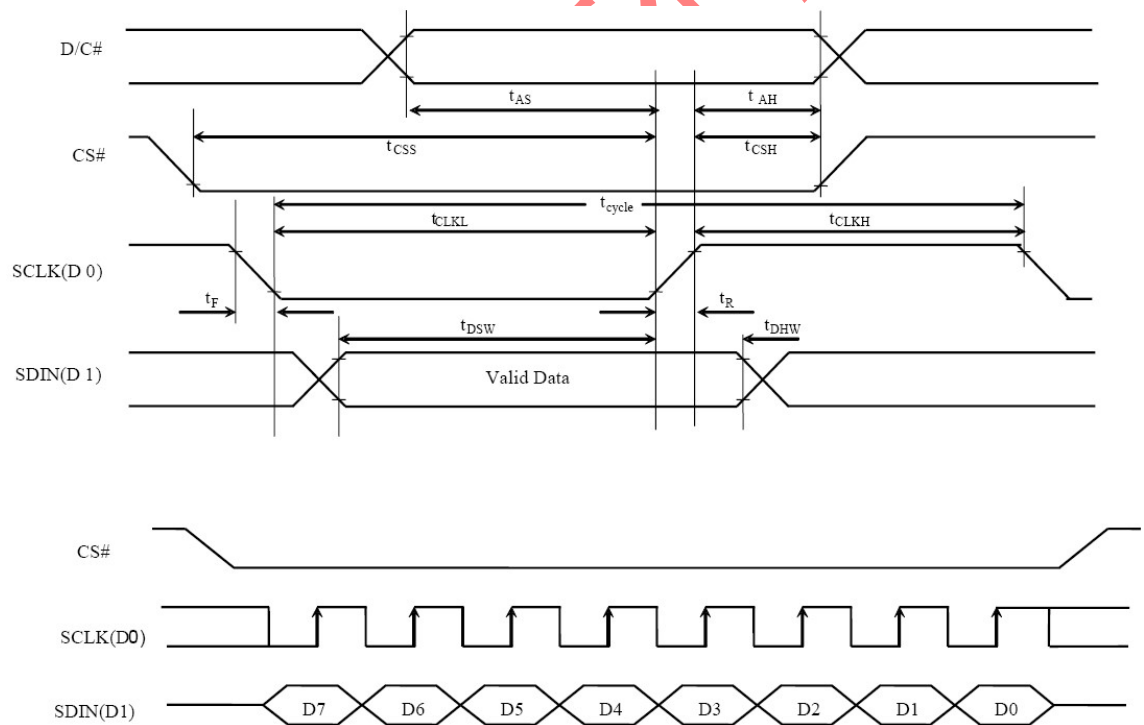 D/C#
tAS
t AH
tCSS
tCSH
CS#
tcycle
tCLKL
tCLKH
SCLK(D 0)
tF
tR
tDSW
tDHW
SDIN(D 1)
Valid Data
CS#
SCLK(D0)
SDIN(D1)
D7 D6 D5 D4 D3 D2 D1 D0